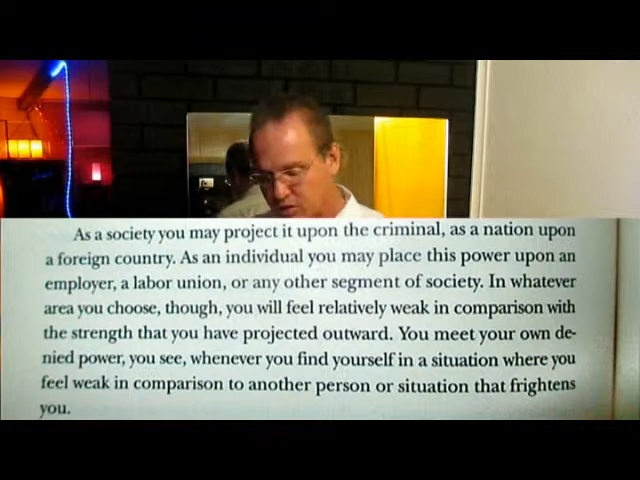 As a society you may project it upon the criminal, as a nation upon
a foreign country. As an individual you may place this power upon an
employer, a labor union, or any other segment of society. In whatever
area you choose, though, you will feel relatively weak in comparison with
the strength that you have projected outward. You meet your own de-
nied power, you see, whenever you find yourself in a situation where you
feel weak in comparison to another person or situation that frightens
you.